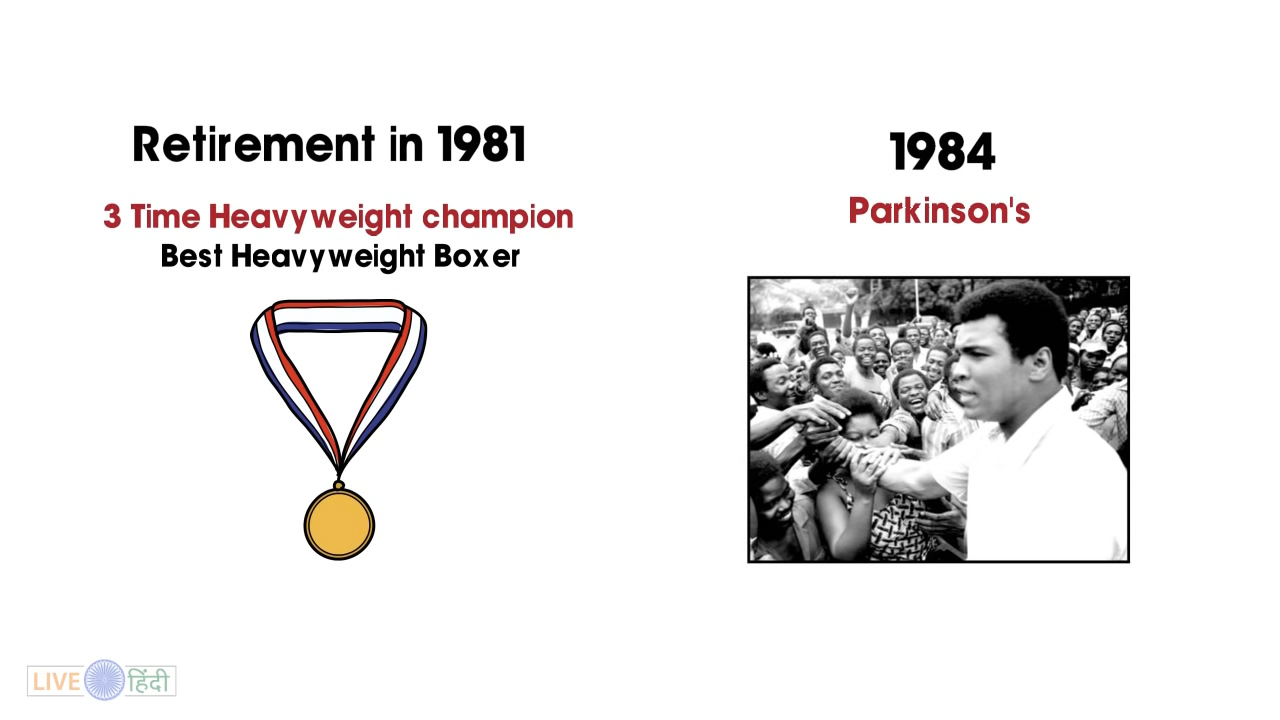 Retirement in 1981
3 Time Heavyweight champion
Best Heavyweight Boxer
1984
Parkinson's
LIVE हिंदी